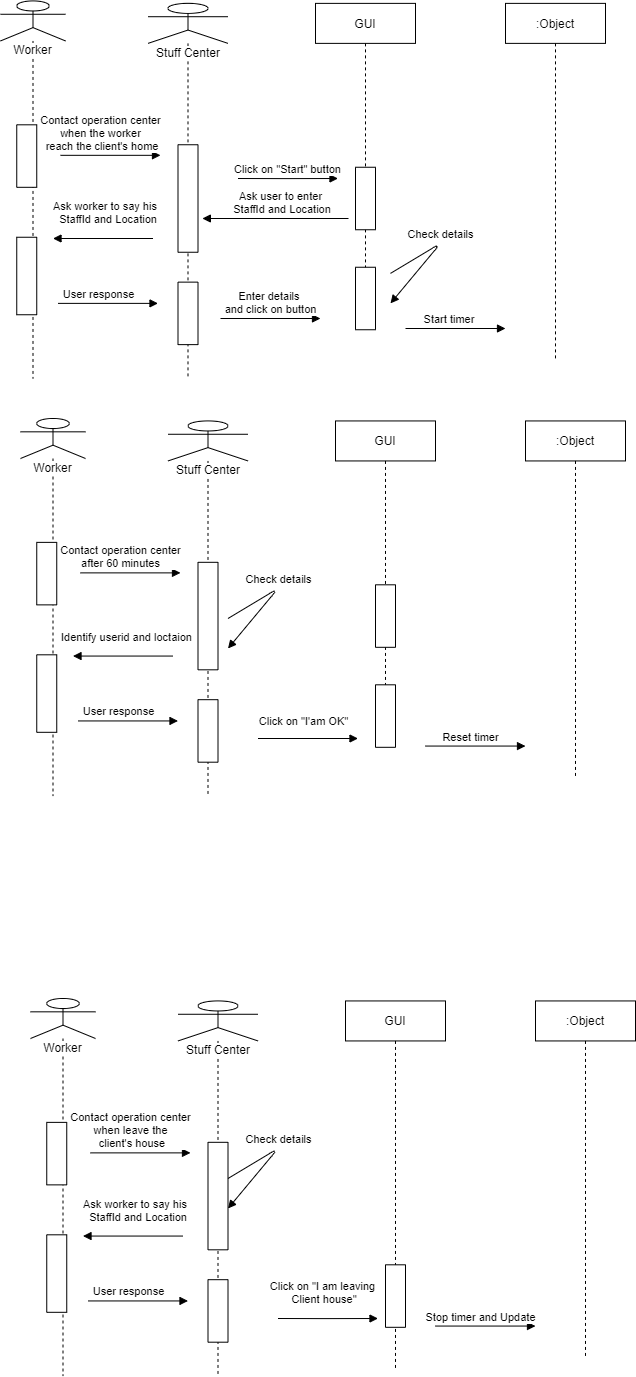 Worker
Stuff Center
GUI
:Object
Contact operation center
when the worker
reach the client's home
Click on "Start" button
Ask user to enter
StaffId and Location
Ask worker to say his
StaffId and Location
Check details
User response
Enter details
and click on button
Start timer
Worker
Stuff Center
GUI
:Object
Contact operation center
after 60 minutes
Check details
Identify userid and loctaion
User response
Click on "I'am OK"
Reset timer
Worker
Stuff Center
GUI
:Object
Contact operation center
when leave the
client's house
Check details
Ask worker to say his
StaffId and Location
User response
Click on "I am leaving
Client house"
Stop timer and Update